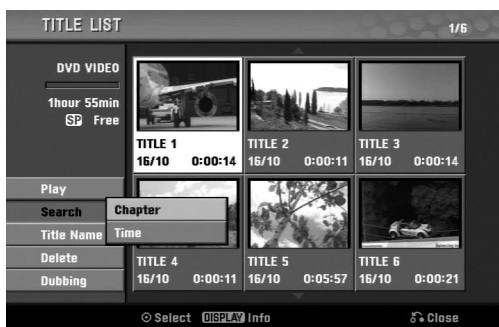 TITLE LIST
1/6
DVD VIDEO
1hour 55min
SP Free
TITLE 1
16/10 0:00:14
TITLE 2
16/10 0:00:11
TITLE 3
16/10 0:00:14
Play
Search
Title Name
Delete
Dubbing
Chapter
Time
TITLE 4
16/10 0:00:11
TITLE 5
16/10 0:05:57
TITLE 6
16/10 0:00:21
Select DISPLAY Info
Close